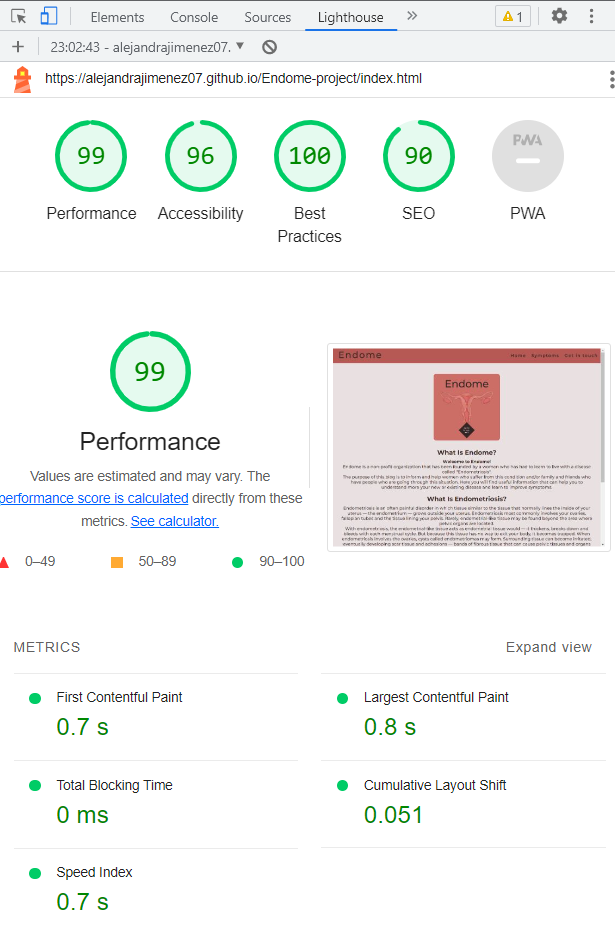 Elements Console Sources Lighthouse 1
23:02:43 - alejandrajimenez07.
https://alejandrajimenez07.github.io/Endome-project/index.html
99 96 100 90 PWA
Performance Accessibility Best Practices SEO PWA
99
Endome
Home Symptoms Get in touch
Endome
What Is Endome?
Welcome to Endome!
What Is Endometriosis?
Performance
Values are estimated and may vary. The
performance score is calculated directly from these
metrics. See calculator.
0–49 50–89 90–100
METRICS Expand view
First Contentful Paint Largest Contentful Paint
0.7 s 0.8 s
Total Blocking Time Cumulative Layout Shift
0 ms 0.051
Speed Index
0.7 s